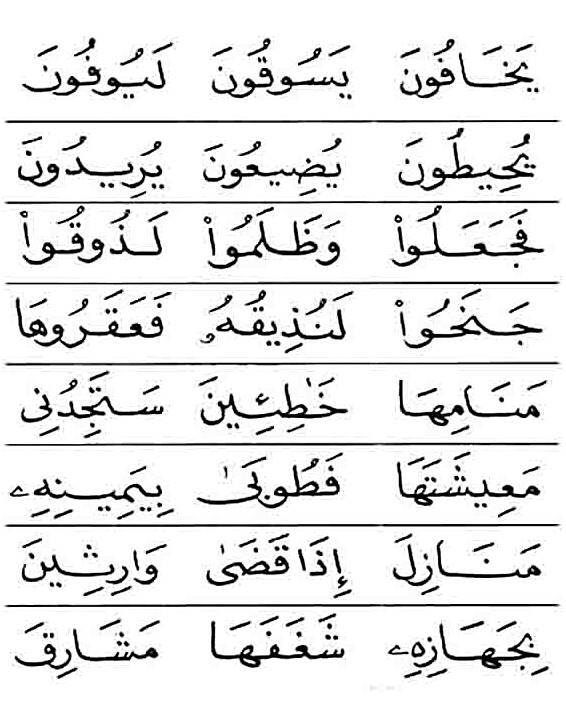 يَخَافُونَ يَسُوقُونَ لَيُوفُونَ
يُحِيطُونَ يُضِيعُونَ يُرِيدُونَ
فَجَعَلُوا۟ وَظَلَمُوا۟ لَذُوقُوا۟
جَنَحُوا۟ لَنُذِيقُهُۥ فَعَقَرُوهَا
مَنَامِهَا خَٰطِـِٔينَ سَتَجِدُنِى
مَعِيشَتَهَا فَطُوبَىٰ بِيَمِينِهِۦ
مَنَازِلَ إِذَا قَضَىٰ وَارِثِينَ
بِجَهَازِهِۦ شَغَفَهَا مَشَارِقَ